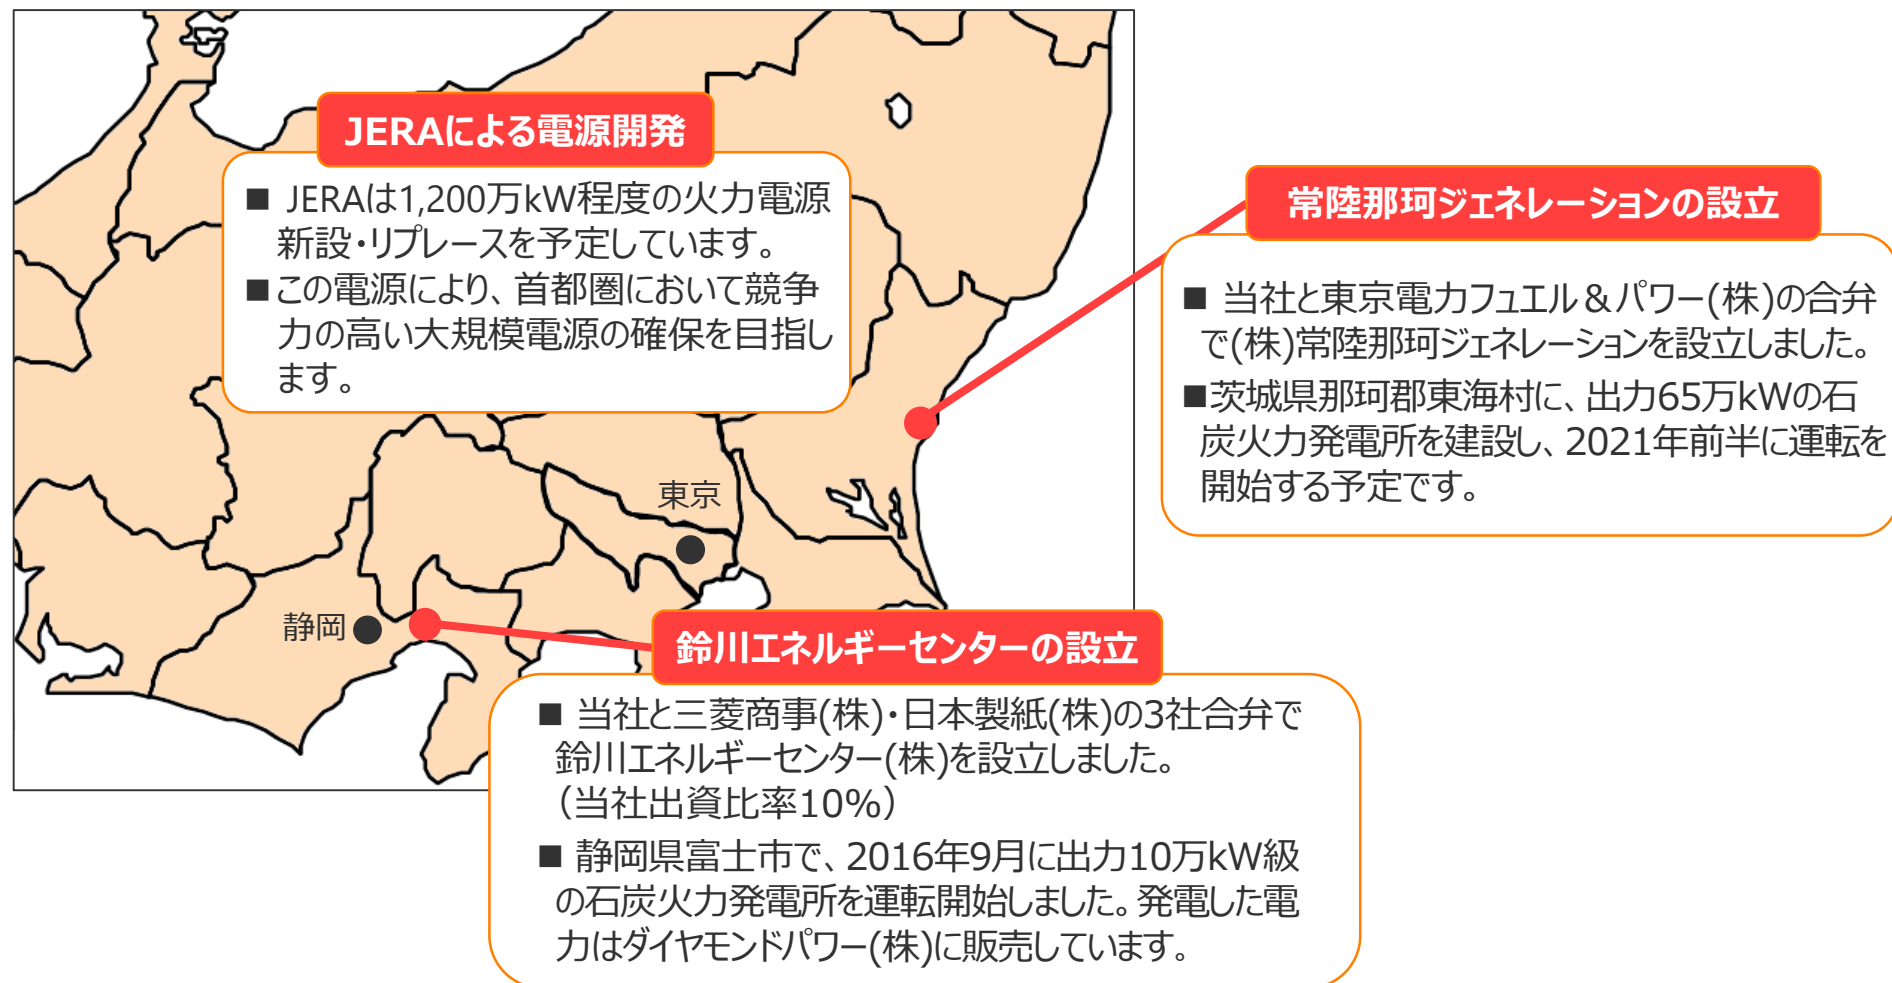 JERAによる電源開発
■ JERAは1,200万kW程度の火力電源
新設・リプレースを予定しています。
■この電源により、首都圏において競争
力の高い大規模電源の確保を目指し
ます。
常陸那珂ジェネレーションの設立
■ 当社と東京電力フュエル＆パワー(株)の合弁
で(株)常陸那珂ジェネレーションを設立しました。
■茨城県那珂郡東海村に、出力65万kWの石
炭火力発電所を建設し、2021年前半に運転を
開始する予定です。
東京
静岡
鈴川エネルギーセンターの設立
■ 当社と三菱商事(株)・日本製紙(株)の3社合弁で
鈴川エネルギーセンター(株)を設立しました。
（当社出資比率10%）
■ 静岡県富士市で、2016年9月に出力10万kW級
の石炭火力発電所を運転開始しました。発電した電
力はダイヤモンドパワー(株)に販売しています。